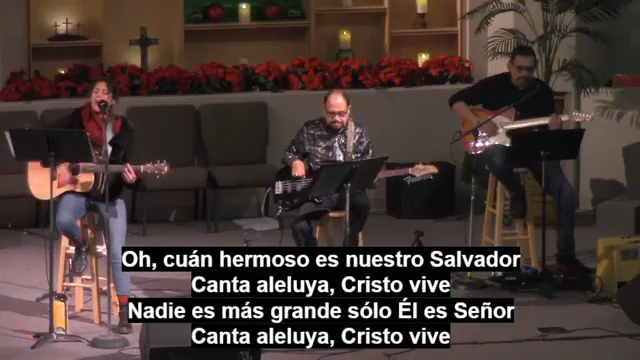 Oh, cuán hermoso es nuestro Salvador
Canta aleluya, Cristo vive
Nadie es más grande sólo Él es Señor
Canta aleluya, Cristo vive